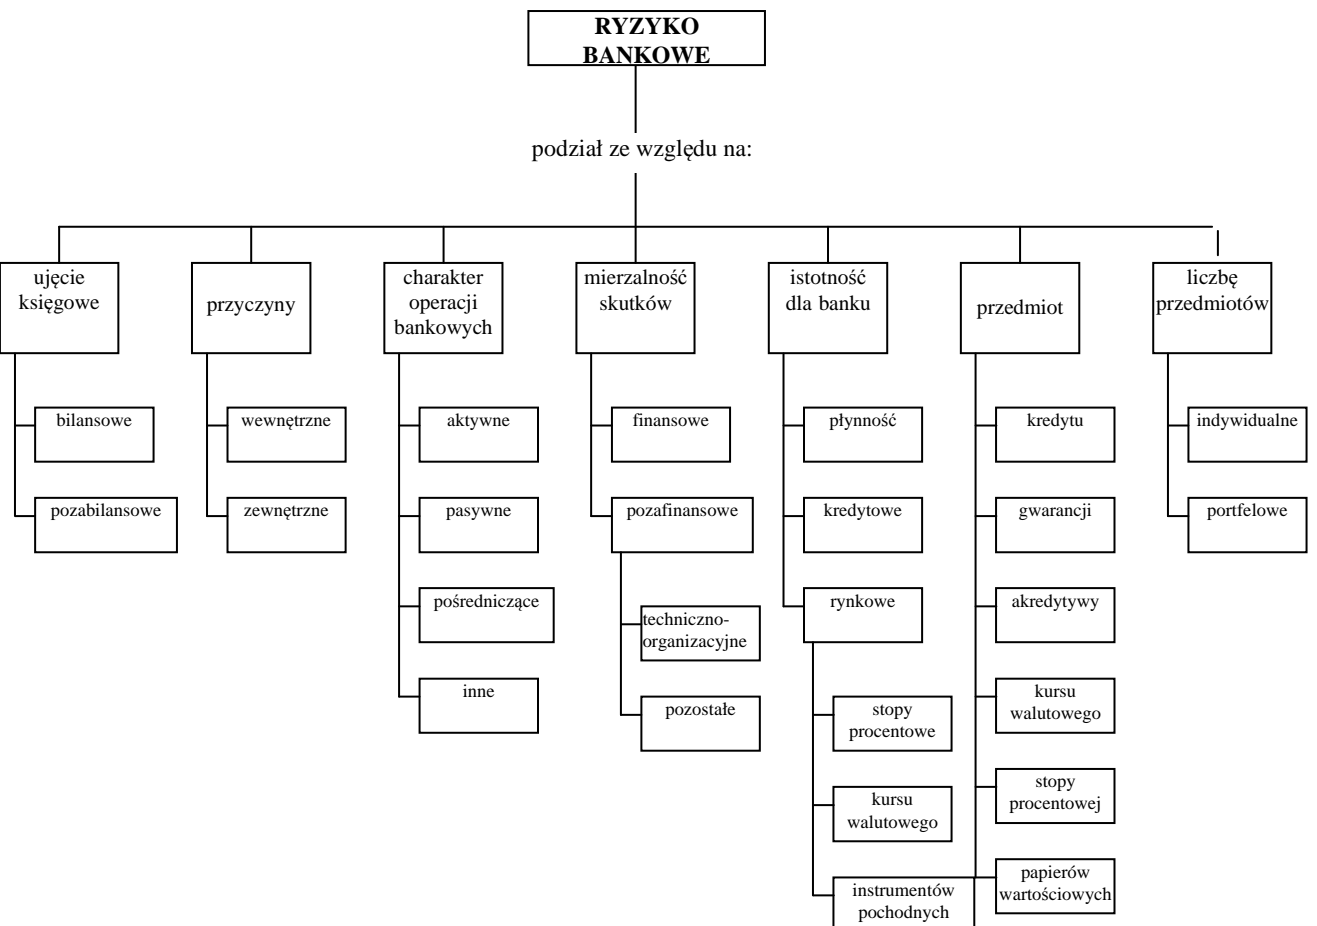 RYZYKO
BANKOWE
podział ze względu na:
ujęcie
księgowe
przyczyny
charakter
operacji
bankowych
mierzalność
skutków
istotność
dla banku
przedmiot
liczbę
przedmiotów
bilansowe
pozabilansowe
wewnętrzne
zewnętrzne
aktywne
pasywne
pośredniczące
inne
finansowe
pozafinansowe
techniczno-
organizacyjne
pozostałe
płynność
kredytowe
rynkowe
stopy
procentowe
kursu
walutowego
instrumentów
pochodnych
kredytu
gwarancji
akredytywy
kursu
walutowego
stopy
procentowej
papierów
wartościowych
indywidualne
portfelowe